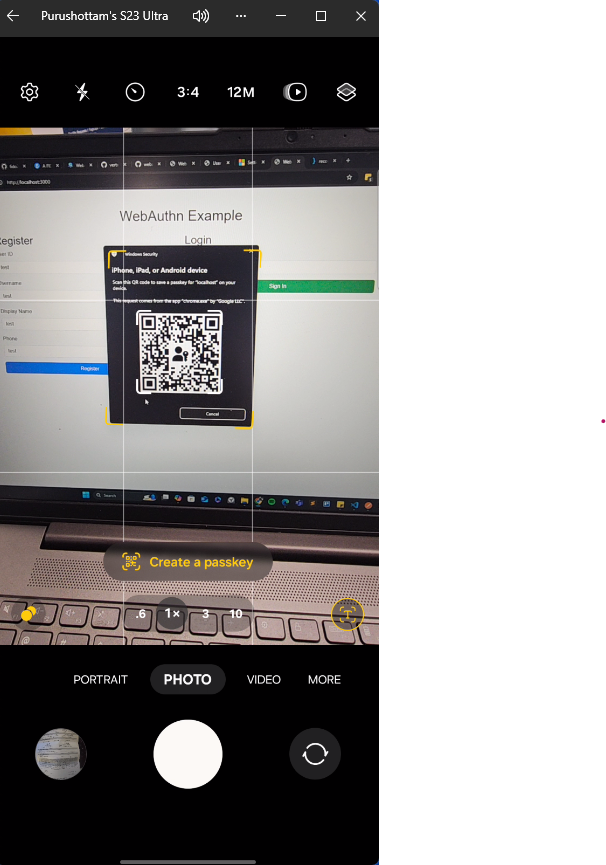 Purushottam's S23 Ultra
3:4
12M
http://localhost:3000
WebAuthn Example
Register
Login
test
Username
test
Display Name
test
Phone
test
Register
Sign In
Windows Security
iPhone, iPad, or Android device
Scan this QR code to save a passkey for "localhost" on your
device.
This request comes from the app "chrome.exe" by "Google LLC".
Cancel
Search
Create a passkey
.6
1×
3
10
T
PORTRAIT
PHOTO
VIDEO
MORE